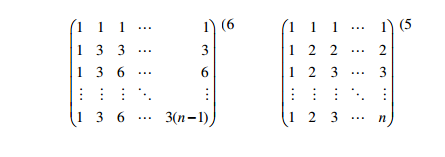 1 1 1 ⋯ 1 (6 1 1 1 ⋯ 1 (5
1 3 3 ⋯ 3 1 2 2 ⋯ 2
1 3 6 ⋯ 6 1 2 3 ⋯ 3
⋮ ⋮ ⋮ ⋱ ⋮ ⋮ ⋮ ⋮ ⋱ ⋮
1 3 6 ⋯ 3(n−1) 1 2 3 ⋯ n